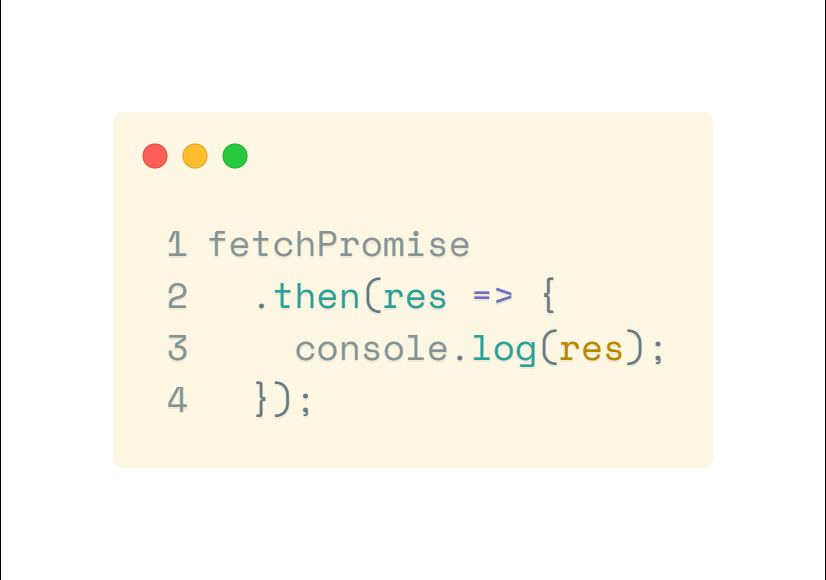 1 fetchPromise
2   .then(res => {
3     console.log(res);
4   });